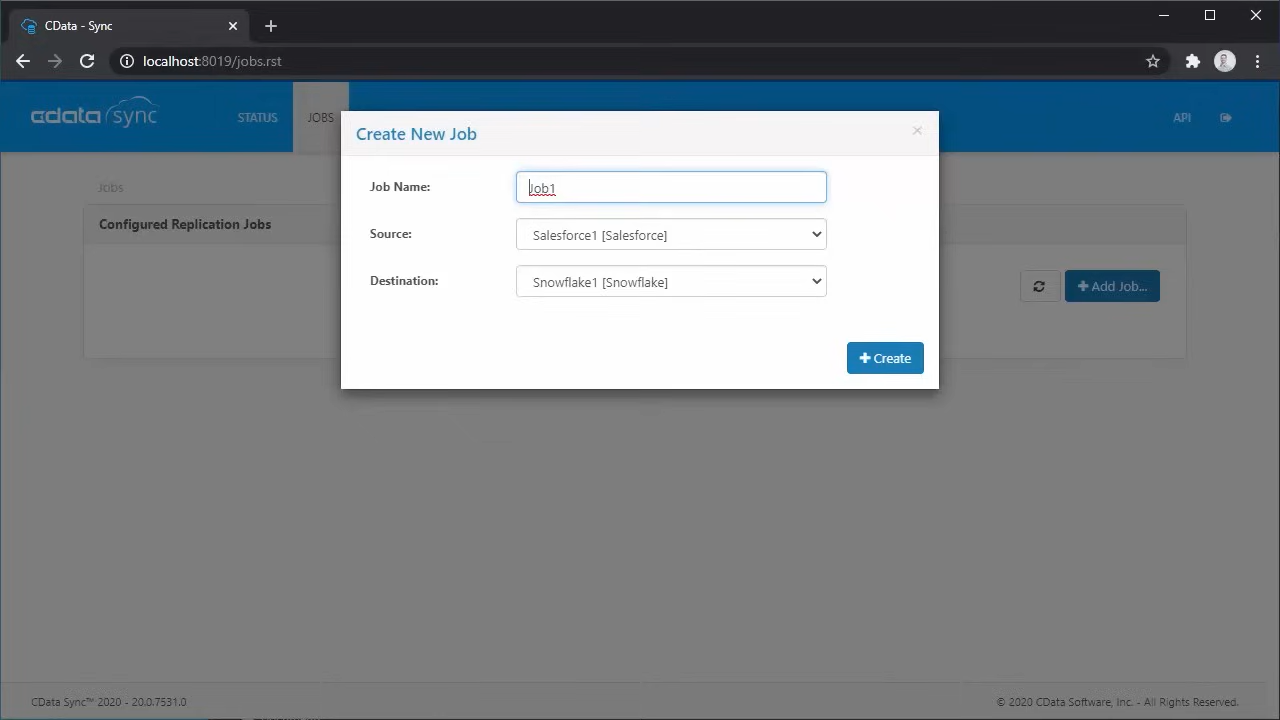 CData - Sync
localhost:8019/jobs.rst
cdata sync
STATUS
JOBS
API
Create New Job
Job Name:
Job1
Source:
Salesforce1 [Salesforce]
Destination:
Snowflake1 [Snowflake]
Create
Jobs
Configured Replication Jobs
Add Job...
CData Sync™ 2020 - 20.0.7531.0
© 2020 CData Software, Inc. - All Rights Reserved.